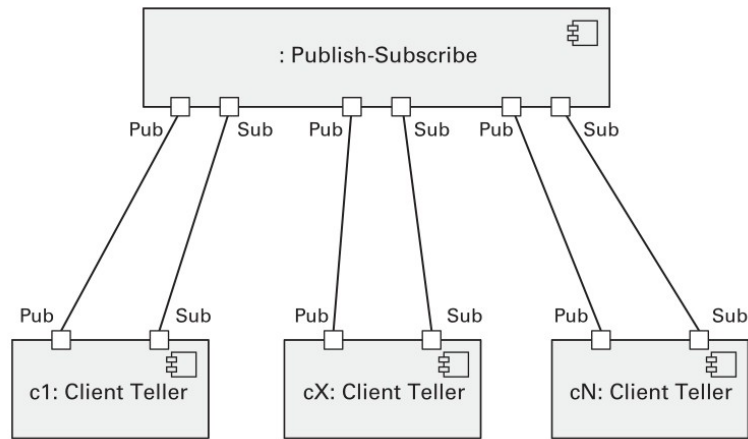 : Publish-Subscribe
Pub Sub Pub Sub Pub Sub
Pub Sub Pub Sub Pub Sub
c1: Client Teller cX: Client Teller cN: Client Teller